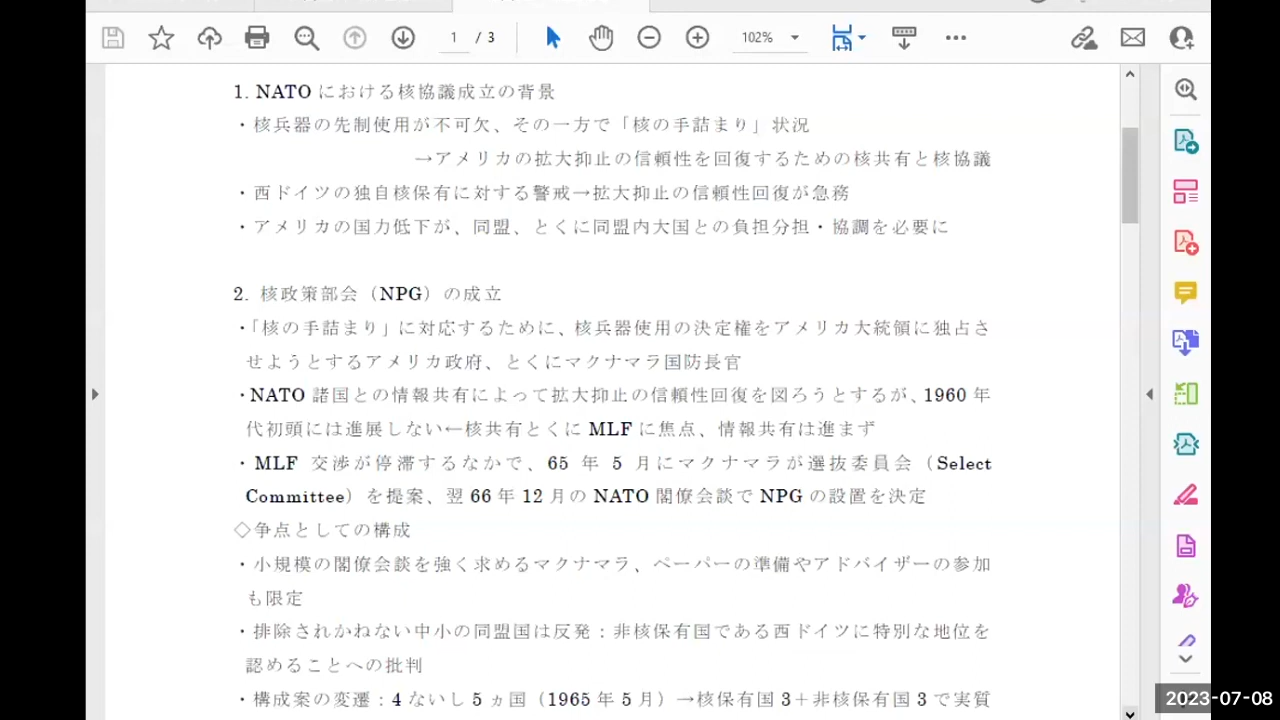 1 / 3
102%
1. NATO における核協議成立の背景
・核兵器の先制使用が不可欠、その一方で「核の手詰まり」状況
→アメリカの拡大抑止の信頼性を回復するための核共有と核協議
・西ドイツの独自核保有に対する警戒→拡大抑止の信頼性回復が急務
・アメリカの国力低下が、同盟、とくに同盟内大国との負担分担・協調を必要に
2. 核政策部会（NPG）の成立
・「核の手詰まり」に対応するために、核兵器使用の決定権をアメリカ大統領に独占さ
せようとするアメリカ政府、とくにマクナマラ国防長官
・NATO 諸国との情報共有によって拡大抑止の信頼性回復を図ろうとするが、1960 年
代初頭には進展しない←核共有とくに MLF に焦点、情報共有は進まず
・MLF 交渉が停滞するなかで、65 年 5 月にマクナマラが選抜委員会（Select
Committee）を提案、翌 66 年 12 月の NATO 閣僚会談で NPG の設置を決定
◇争点としての構成
・小規模の閣僚会談を強く求めるマクナマラ、ペーパーの準備やアドバイザーの参加
も限定
・排除されかねない中小の同盟国は反発：非核保有国である西ドイツに特別な地位を
認めることへの批判
・構成案の変遷：4 ないし 5 ヵ国（1965 年 5 月）→核保有国 3＋非核保有国 3 で実質
2023-07-08